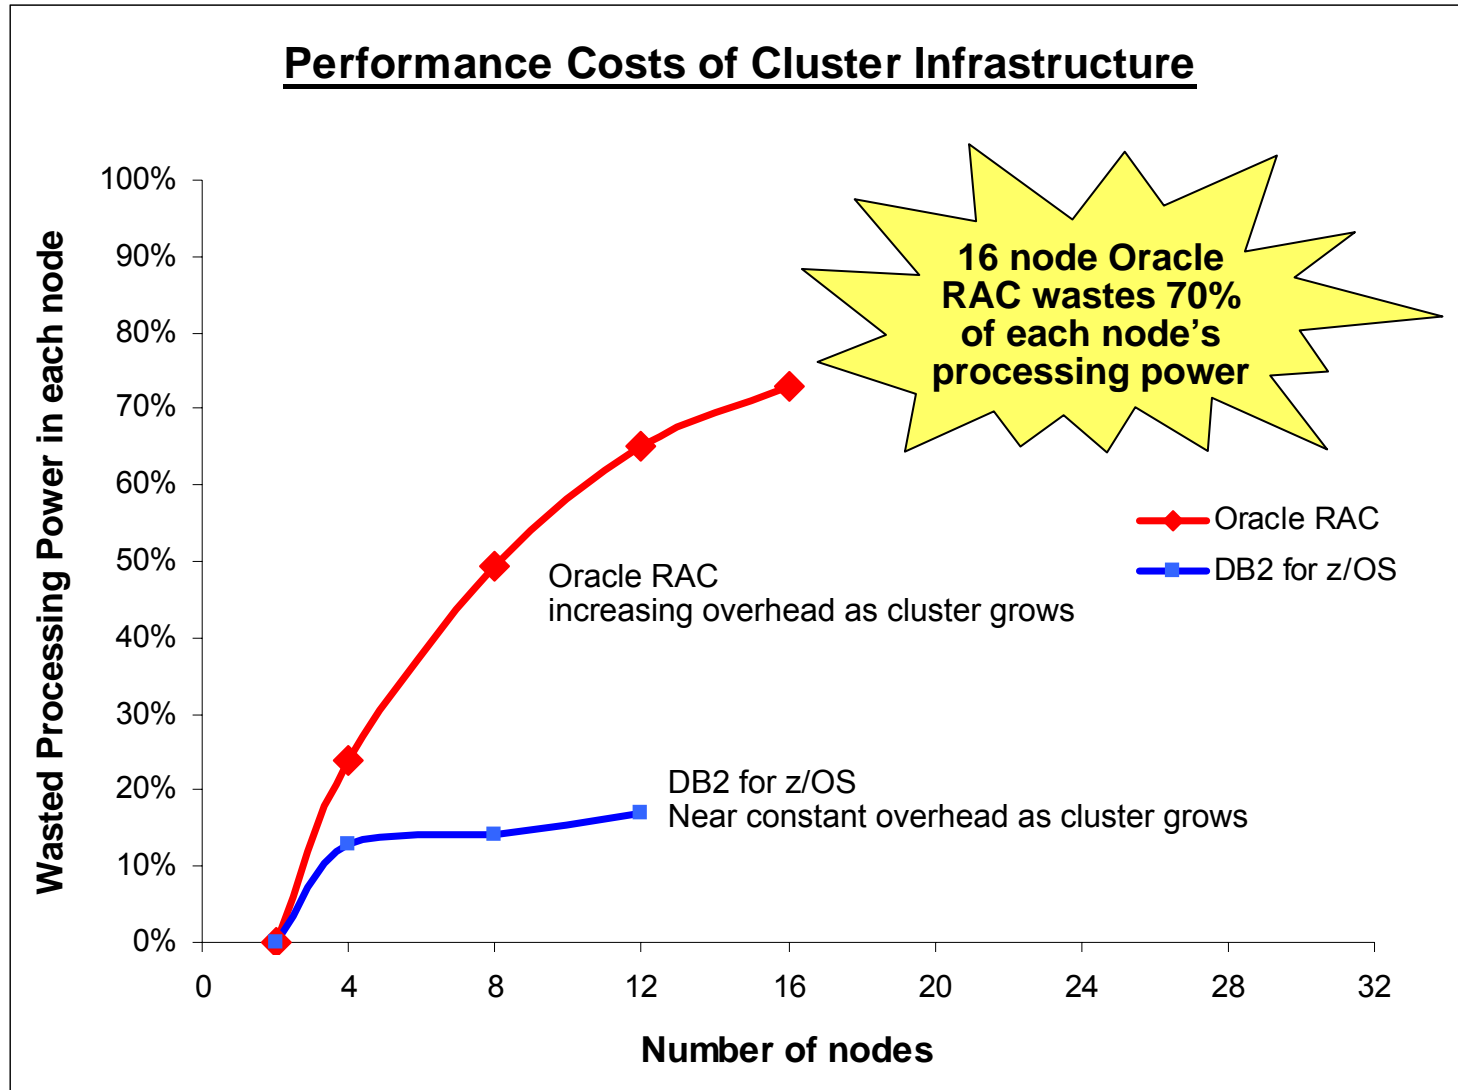 Performance Costs of Cluster Infrastructure
100%
90%
80%
70%
60%
50%
40%
30%
20%
10%
0%
Wasted Processing Power in each node
16 node Oracle
RAC wastes 70%
of each node’s
processing power
Oracle RAC
DB2 for z/OS
Oracle RAC
increasing overhead as cluster grows
DB2 for z/OS
Near constant overhead as cluster grows
0 4 8 12 16 20 24 28 32
Number of nodes